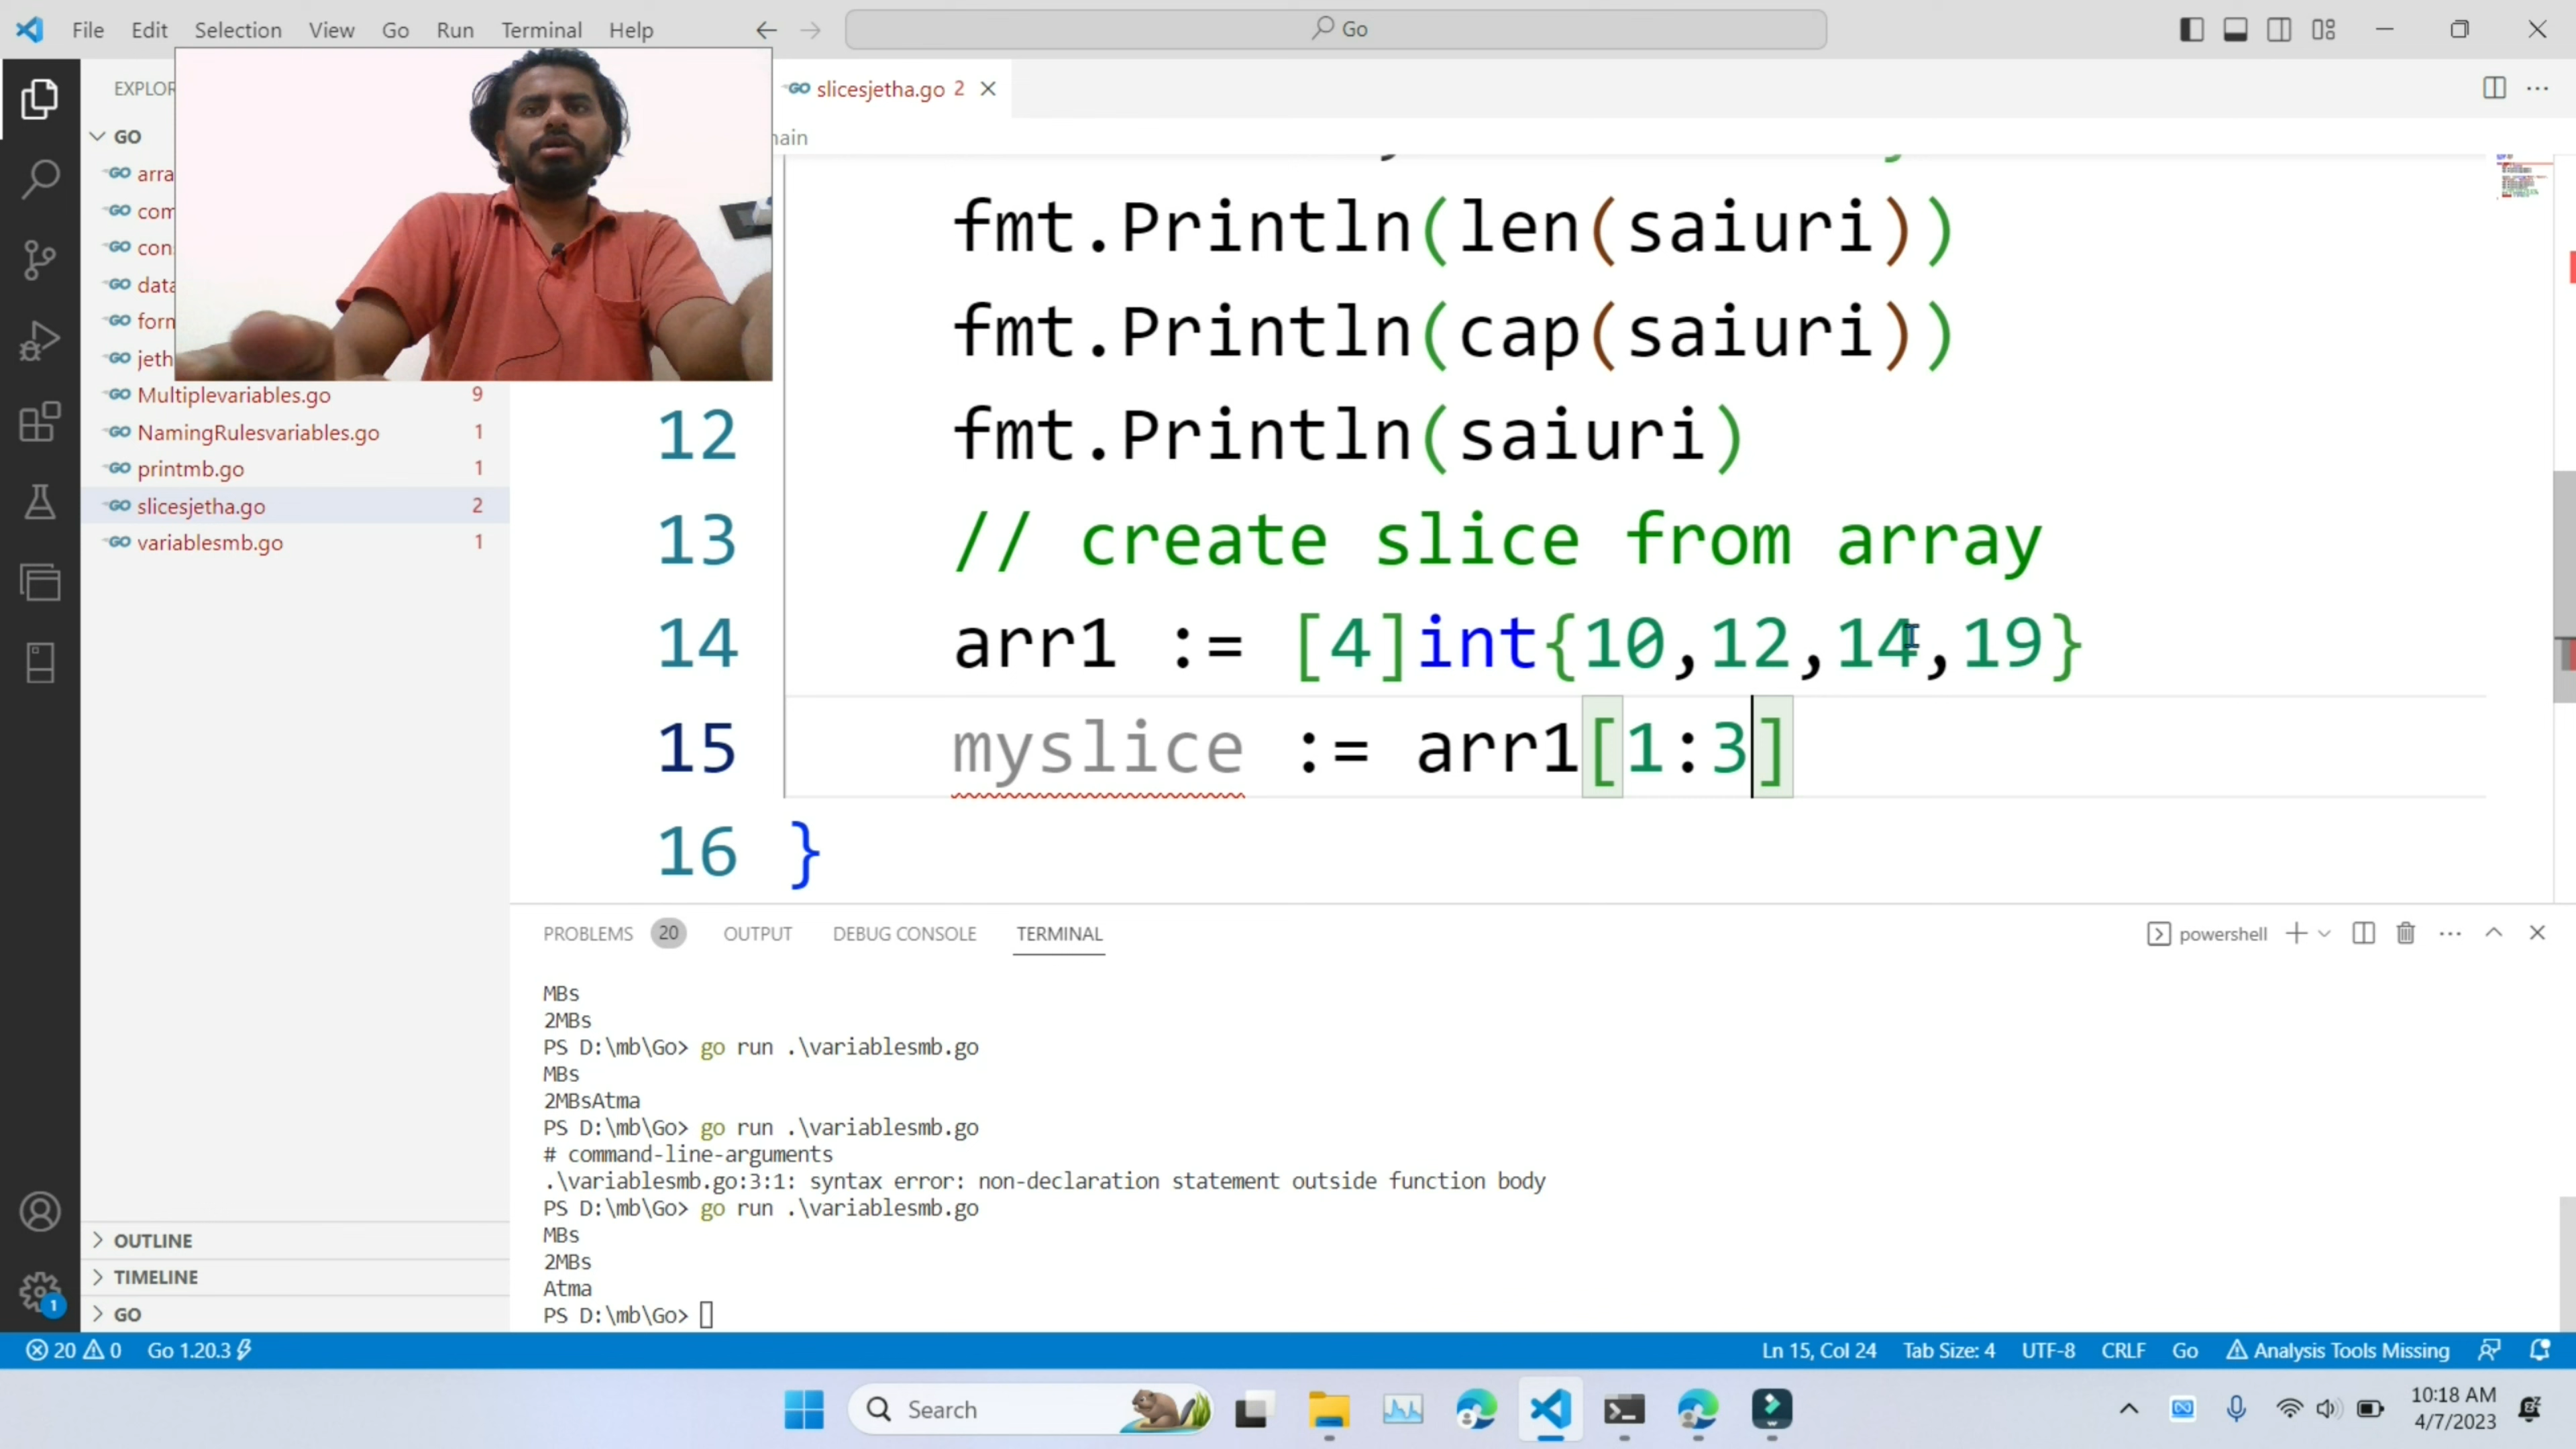 File Edit Selection View Go Run Terminal Help
Go
EXPLOR
GO
arra
com
con
data
form
jeth
Multiplevariables.go 9
NamingRulesvariables.go 1
printmb.go 1
slicesjetha.go 2
variablesmb.go 1
OUTLINE
TIMELINE
GO
GO slicesjetha.go 2
main
fmt.Println(len(saiuri))
fmt.Println(cap(saiuri))
12 fmt.Println(saiuri)
13 // create slice from array
14 arr1 := [4]int{10,12,14,19}
15 myslice := arr1[1:3]
16 }
PROBLEMS 20 OUTPUT DEBUG CONSOLE TERMINAL
powershell
MBs
2MBs
PS D:\mb\Go> go run .\variablesmb.go
MBs
2MBsAtma
PS D:\mb\Go> go run .\variablesmb.go
# command-line-arguments
.\variablesmb.go:3:1: syntax error: non-declaration statement outside function body
PS D:\mb\Go> go run .\variablesmb.go
MBs
2MBs
Atma
PS D:\mb\Go>
1
20 0 Go 1.20.3 Ln 15, Col 24 Tab Size: 4 UTF-8 CRLF Go Analysis Tools Missing
Search
10:18 AM
4/7/2023